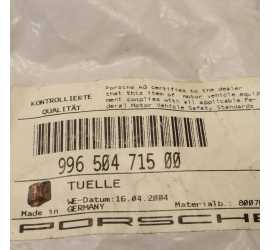 KONTROLLIERTE
QUALITÄT
Porsche AG certifies to the dealer
that this item of motor vehicle equip
ment complies with all applicable Fe-
deral Motor Vehicle Safety Standards
996 504 715 00
TUELLE
WE-Datum:16.04.2004
Made in GERMANY
Materialb.: 8007
PORSCHE